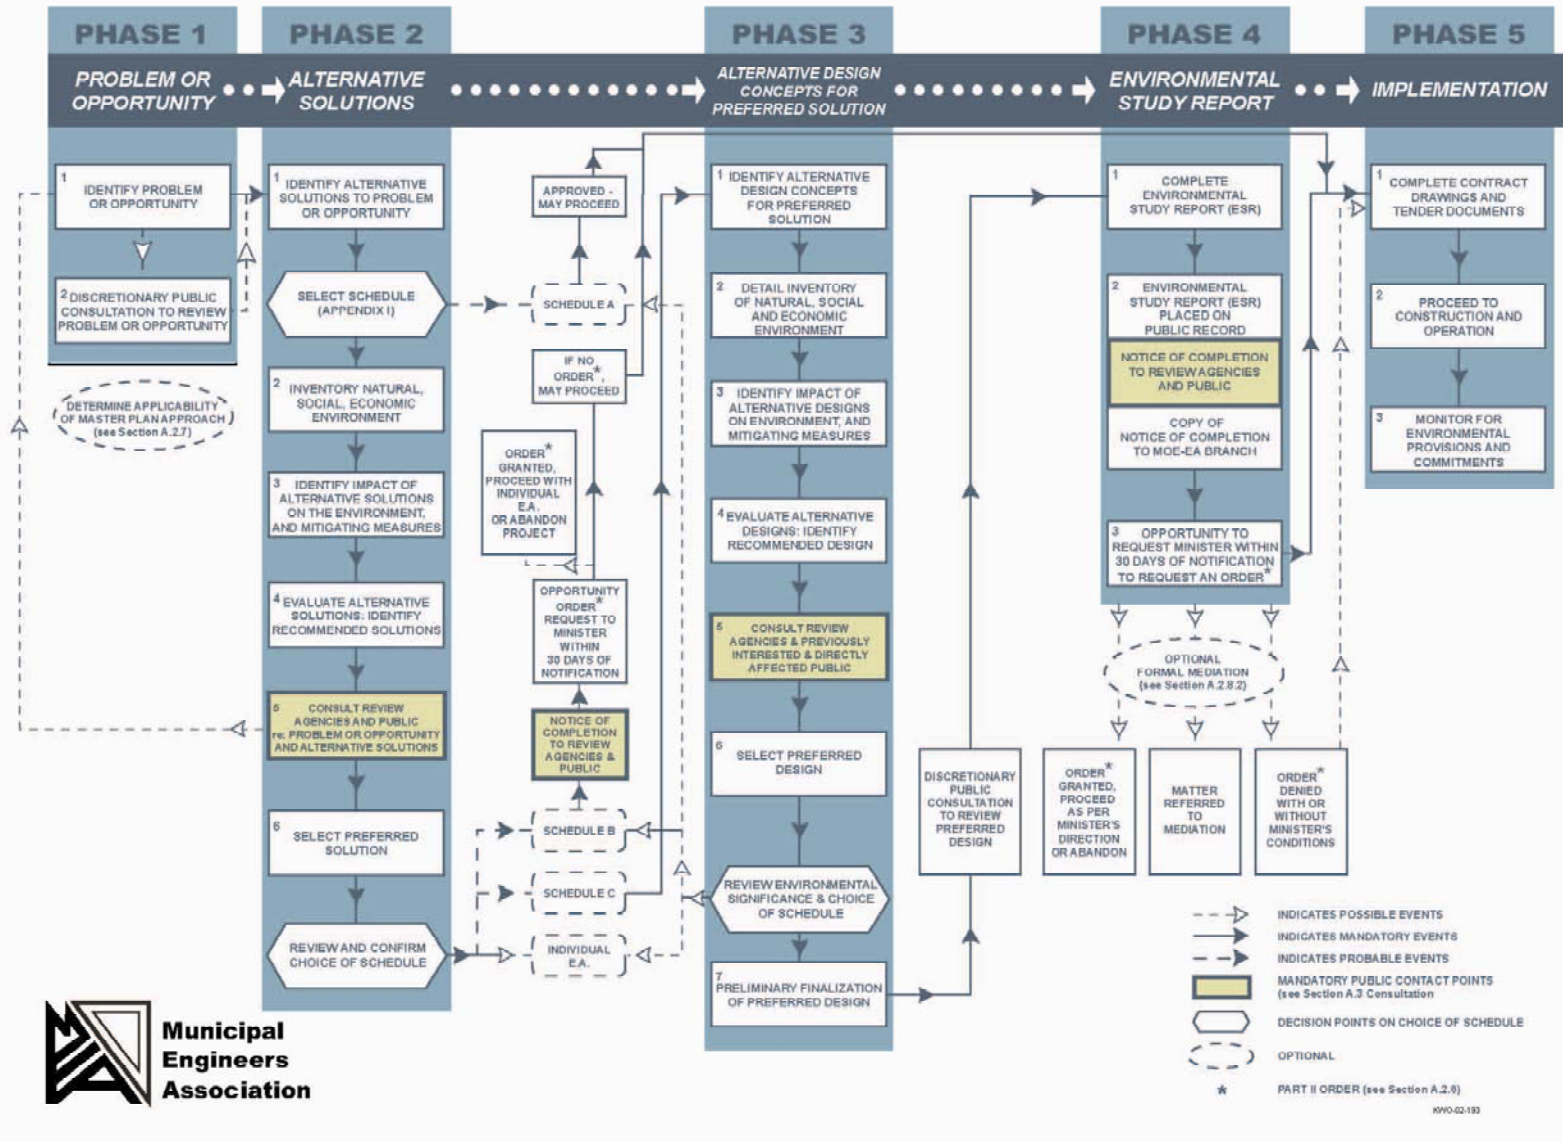 PHASE 1
PROBLEM OR
OPPORTUNITY
1
IDENTIFY PROBLEM
OR OPPORTUNITY
2 DISCRETIONARY PUBLIC
CONSULTATION TO REVIEW
PROBLEM OR OPPORTUNITY
DETERMINE APPLICABILITY
OF MASTER PLAN APPROACH
(see Section A.2.7)
PHASE 2
ALTERNATIVE
SOLUTIONS
1 IDENTIFY ALTERNATIVE
SOLUTIONS TO PROBLEM
OR OPPORTUNITY
SELECT SCHEDULE
(APPENDIX I)
2
INVENTORY NATURAL,
SOCIAL, ECONOMIC
ENVIRONMENT
3 IDENTIFY IMPACT OF
ALTERNATIVE SOLUTIONS
ON THE ENVIRONMENT,
AND MITIGATING MEASURES
4 EVALUATE ALTERNATIVE
SOLUTIONS: IDENTIFY
RECOMMENDED SOLUTIONS
5 CONSULT REVIEW
AGENCIES AND PUBLIC
re: PROBLEM OR OPPORTUNITY
AND ALTERNATIVE SOLUTIONS
6
SELECT PREFERRED
SOLUTION
REVIEW AND CONFIRM
CHOICE OF SCHEDULE
APPROVED -
MAY PROCEED
SCHEDULE A
IF NO
ORDER*,
MAY PROCEED
ORDER*
GRANTED,
PROCEED WITH
INDIVIDUAL
E.A.
OR ABANDON
PROJECT
OPPORTUNITY
ORDER*
REQUEST TO
MINISTER
WITHIN
30 DAYS OF
NOTIFICATION
NOTICE OF
COMPLETION
TO REVIEW
AGENCIES &
PUBLIC
SCHEDULE B
SCHEDULE C
INDIVIDUAL
E.A.
PHASE 3
ALTERNATIVE DESIGN
CONCEPTS FOR
PREFERRED SOLUTION
1 IDENTIFY ALTERNATIVE
DESIGN CONCEPTS
FOR PREFERRED
SOLUTION
2 DETAIL INVENTORY
OF NATURAL, SOCIAL
AND ECONOMIC
ENVIRONMENT
3 IDENTIFY IMPACT OF
ALTERNATIVE DESIGNS
ON ENVIRONMENT, AND
MITIGATING MEASURES
4 EVALUATE ALTERNATIVE
DESIGNS: IDENTIFY
RECOMMENDED DESIGN
5 CONSULT REVIEW
AGENCIES & PREVIOUSLY
INTERESTED & DIRECTLY
AFFECTED PUBLIC
6
SELECT PREFERRED
DESIGN
REVIEW ENVIRONMENTAL
SIGNIFICANCE & CHOICE
OF SCHEDULE
7
PRELIMINARY FINALIZATION
OF PREFERRED DESIGN
DISCRETIONARY
PUBLIC
CONSULTATION
TO REVIEW
PREFERRED
DESIGN
PHASE 4
ENVIRONMENTAL
STUDY REPORT
1
COMPLETE
ENVIRONMENTAL
STUDY REPORT (ESR)
2 ENVIRONMENTAL
STUDY REPORT (ESR)
PLACED ON
PUBLIC RECORD
NOTICE OF COMPLETION
TO REVIEW AGENCIES
AND PUBLIC
COPY OF
NOTICE OF COMPLETION
TO MOE-EA BRANCH
3 OPPORTUNITY TO
REQUEST MINISTER WITHIN
30 DAYS OF NOTIFICATION
TO REQUEST AN ORDER*
OPTIONAL
FORMAL MEDIATION
(see Section A.2.8.2)
ORDER*
GRANTED,
PROCEED
AS PER
MINISTER'S
DIRECTION
OR ABANDON
MATTER
REFERRED
TO
MEDIATION
ORDER*
DENIED
WITH OR
WITHOUT
MINISTER'S
CONDITIONS
PHASE 5
IMPLEMENTATION
1
COMPLETE CONTRACT
DRAWINGS AND
TENDER DOCUMENTS
2
PROCEED TO
CONSTRUCTION AND
OPERATION
3 MONITOR FOR
ENVIRONMENTAL
PROVISIONS AND
COMMITMENTS
INDICATES POSSIBLE EVENTS
INDICATES MANDATORY EVENTS
INDICATES PROBABLE EVENTS
MANDATORY PUBLIC CONTACT POINTS
(see Section A.3 Consultation
DECISION POINTS ON CHOICE OF SCHEDULE
OPTIONAL
* PART II ORDER (see Section A.2.8)
KWO-02-193
Municipal
Engineers
Association